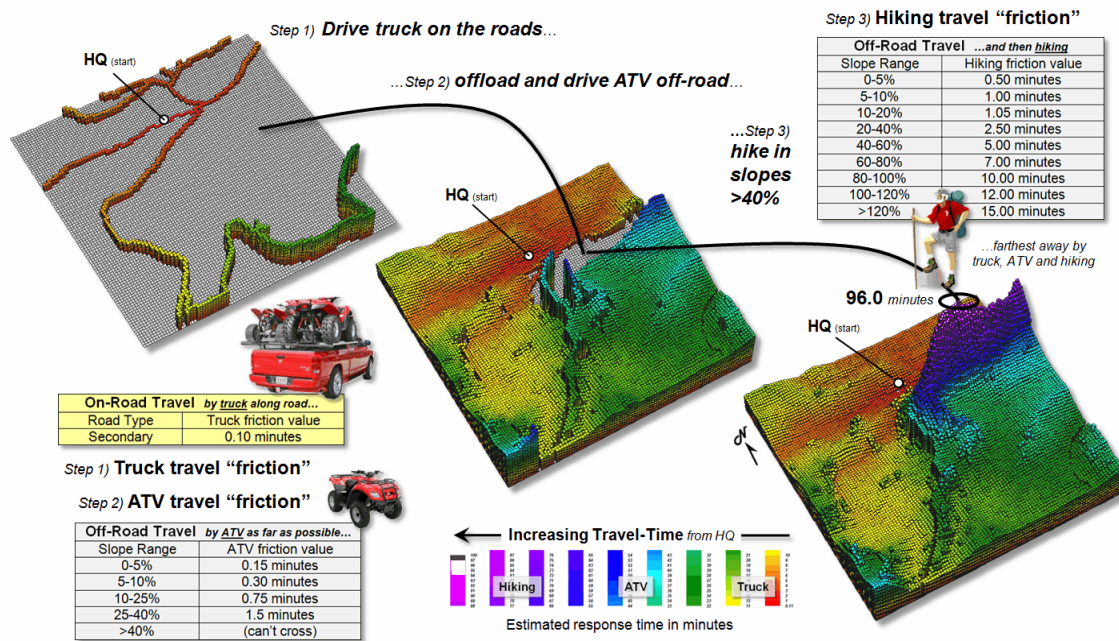 Step 1) Drive truck on the roads…
HQ (start)
…Step 2) offload and drive ATV off-road…
Step 3) Hiking travel “friction”
Off-Road Travel …and then hiking
Slope Range Hiking friction value
0-5% 0.50 minutes
5-10% 1.00 minutes
10-20% 1.05 minutes
20-40% 2.50 minutes
40-60% 5.00 minutes
60-80% 7.00 minutes
80-100% 10.00 minutes
100-120% 12.00 minutes
>120% 15.00 minutes
…Step 3)
hike in
slopes
>40%
HQ
(start)
…farthest away by
truck, ATV and hiking
96.0 minutes
HQ
(start)
On-Road Travel by truck along road…
Road Type Truck friction value
Secondary 0.10 minutes
N
Step 1) Truck travel “friction”
Step 2) ATV travel “friction”
Off-Road Travel by ATV as far as possible…
Slope Range ATV friction value
0-5% 0.15 minutes
5-10% 0.30 minutes
10-25% 0.75 minutes
25-40% 1.5 minutes
>40% (can’t cross)
Increasing Travel-Time from HQ
Hiking ATV Truck
Estimated response time in minutes